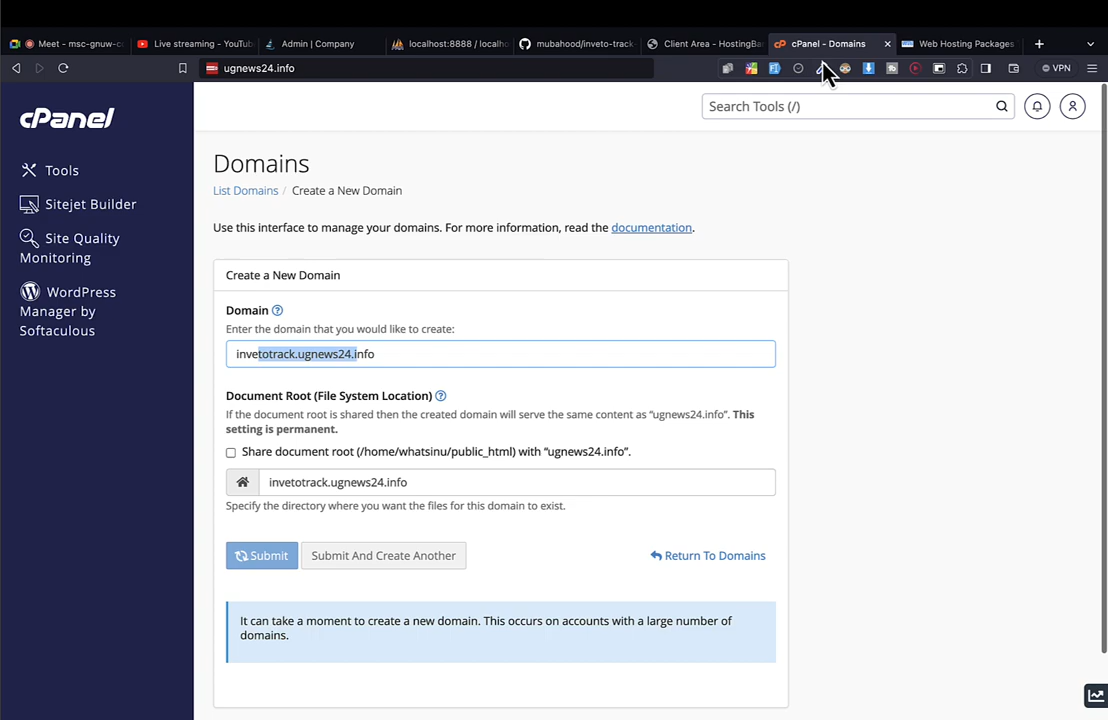 Meet - msc-gnuw-c
Live streaming - YouTub
Admin | Company
localhost:8888 / localho
mubahood/inveto-track
Client Area - HostingBa
cPanel - Domains
Web Hosting Packages
ugnews24.info
VPN
cPanel
Search Tools (/)
Tools
Sitejet Builder
Site Quality
Monitoring
WordPress
Manager by
Softaculous
Domains
List Domains / Create a New Domain
Use this interface to manage your domains. For more information, read the documentation.
Create a New Domain
Domain
Enter the domain that you would like to create:
invetotrack.ugnews24.info
Document Root (File System Location)
If the document root is shared then the created domain will serve the same content as “ugnews24.info”. This
setting is permanent.
Share document root (/home/whatsinu/public_html) with “ugnews24.info”.
invetotrack.ugnews24.info
Specify the directory where you want the files for this domain to exist.
Submit
Submit And Create Another
Return To Domains
It can take a moment to create a new domain. This occurs on accounts with a large number of
domains.